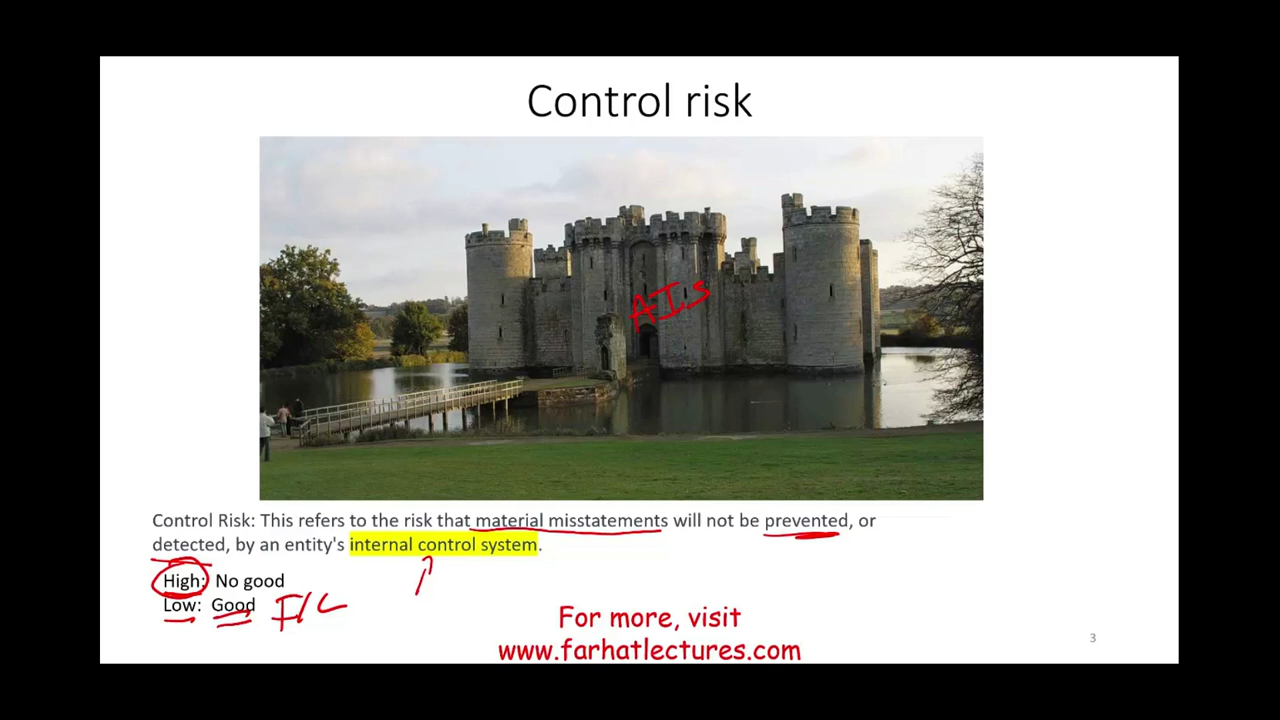 Control risk
AIS
Control Risk: This refers to the risk that material misstatements will not be prevented, or
detected, by an entity's internal control system.
High: No good
Low: Good I/C
For more, visit
www.farhatlectures.com
3